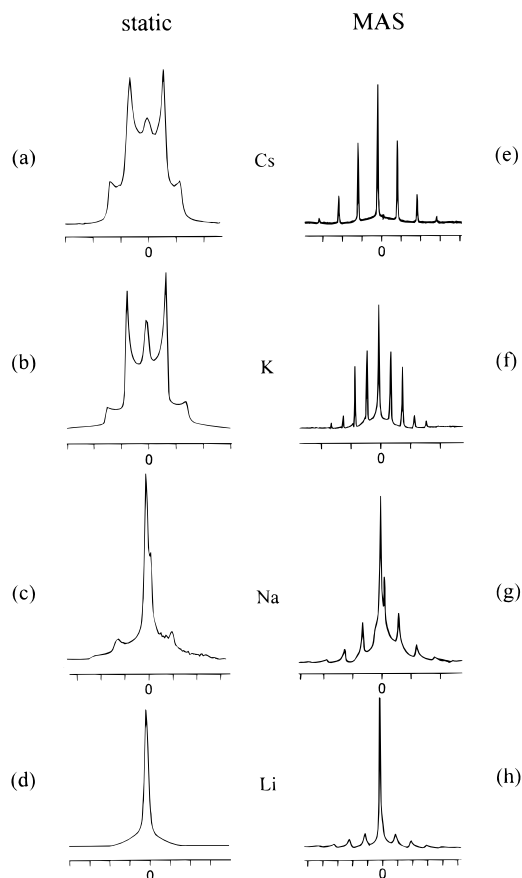 static MAS
(a) Cs (e)
0 0
(b) K (f)
0 0
(c) Na (g)
0 0
(d) Li (h)
0 0